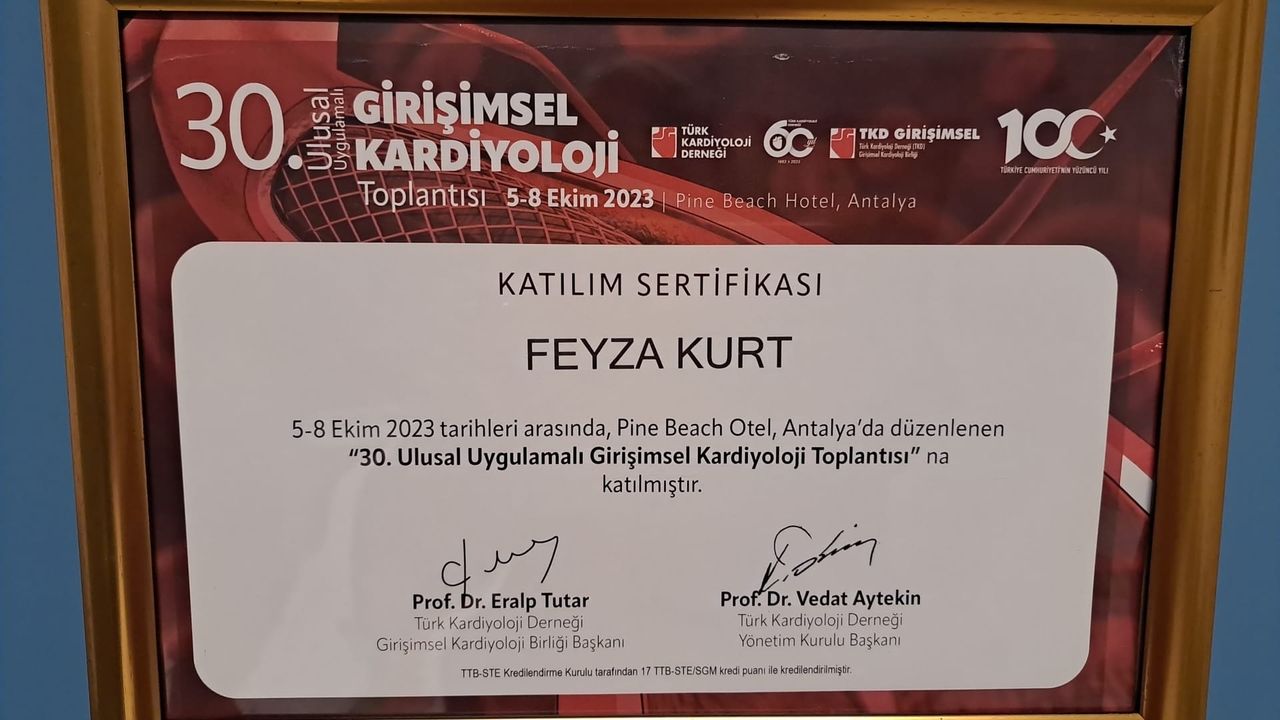 30. Ulusal Uygulamalı GİRİŞİMSEL
KARDİYOLOJİ
Toplantısı 5-8 Ekim 2023 | Pine Beach Hotel, Antalya
TÜRK
KARDİYOLOJİ
DERNEĞİ
60
TKD GİRİŞİMSEL
Türk Kardiyoloji Derneği (TKD)
Girişimsel Kardiyoloji Birliği
100
TÜRKİYE CUMHURİYETİ'NİN YÜZÜNCÜ YILI
KATILIM SERTİFİKASI
FEYZA KURT
5-8 Ekim 2023 tarihleri arasında, Pine Beach Otel, Antalya’da düzenlenen
“30. Ulusal Uygulamalı Girişimsel Kardiyoloji Toplantısı” na
katılmıştır.
Prof. Dr. Eralp Tutar
Türk Kardiyoloji Derneği
Girişimsel Kardiyoloji Birliği Başkanı
Prof. Dr. Vedat Aytekin
Türk Kardiyoloji Derneği
Yönetim Kurulu Başkanı
TTB-STE Kredilendirme Kurulu tarafından 17 TTB-STE/SGM kredi puanı ile kredilendirilmiştir.